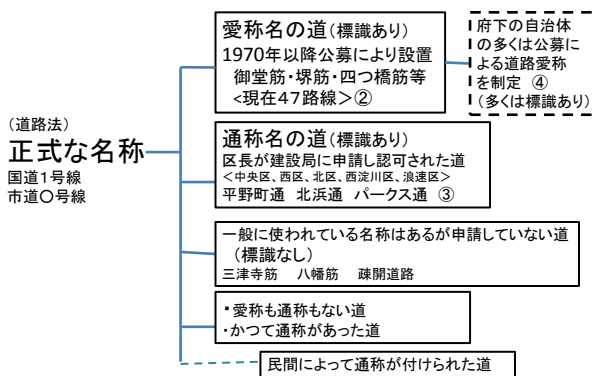 (道路法)
正式な名称
国道1号線
市道〇号線
愛称名の道(標識あり)
1970年以降公募により設置
御堂筋・堺筋・四つ橋筋等
<現在47路線>②
府下の自治体
の多くは公募に
よる道路愛称
を制定 ④
(多くは標識あり)
通称名の道(標識あり)
区長が建設局に申請し認可された道
<中央区、西区、北区、西淀川区、浪速区>
平野町通 北浜通 パークス通 ③
一般に使われている名称はあるが申請していない道
(標識なし)
三津寺筋 八幡筋 疎開道路
・愛称も通称もない道
・かつて通称があった道
民間によって通称が付けられた道